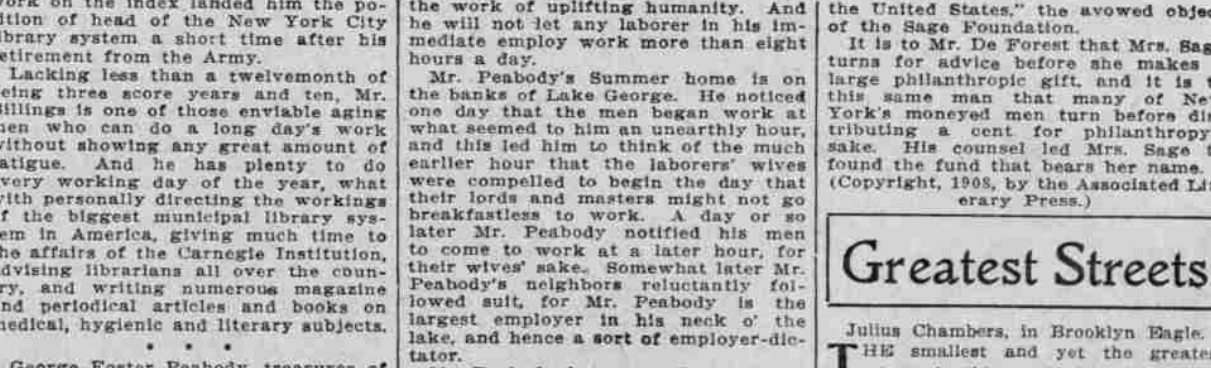 work on the index landed him the po-
sition of head of the New York City
library system a short time after his
retirement from the Army.
Lacking less than a twelvemonth of
being three score years and ten, Mr.
Billings is one of those enviable aging
men who can do a long day's work
without showing any great amount of
fatigue. And he has plenty to do
every working day of the year, what
with personally directing the workings
of the biggest municipal library sys-
tem in America, giving much time to
the affairs of the Carnegie Institution,
advising librarians all over the coun-
try, and writing numerous magazine
and periodical articles and books on
medical, hygienic and literary subjects.
* * *
George Foster Peabody, treasurer of
the work of uplifting humanity. And
he will not let any laborer in his im-
mediate employ work more than eight
hours a day.
Mr. Peabody's Summer home is on
the banks of Lake George. He noticed
one day that the men began work at
what seemed to him an unearthly hour,
and this led him to think of the much
earlier hour that the laborers' wives
were compelled to begin the day that
their lords and masters might not go
breakfastless to work. A day or so
later Mr. Peabody notified his men
to come to work at a later hour, for
their wives' sake. Somewhat later Mr.
Peabody's neighbors reluctantly fol-
lowed suit, for Mr. Peabody is the
largest employer in his neck o' the
lake, and hence a sort of employer-dic-
tator.
the United States," the avowed objec
of the Sage Foundation.
It is to Mr. De Forest that Mrs. Sag
turns for advice before she makes
large philanthropic gift, and it is t
this same man that many of Ne
York's moneyed men turn before dis
tributing a cent for philanthropy
sake. His counsel led Mrs. Sage t
found the fund that bears her name.
(Copyright, 1908, by the Associated Lit
erary Press.)
Greatest Streets
Julius Chambers, in Brooklyn Eagle.
THE smallest and yet the greates